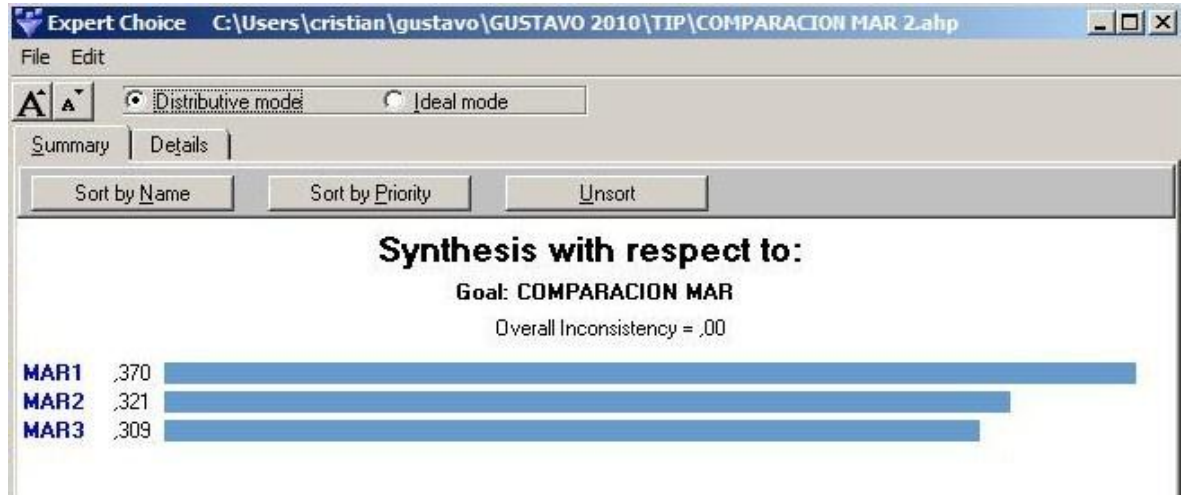 Expert Choice C:\Users\cristian\gustavo\GUSTAVO 2010\TIP\COMPARACION MAR 2.ahp
File Edit
A A Distributive mode Ideal mode
Summary Details
Sort by Name Sort by Priority Unsort
Synthesis with respect to:
Goal: COMPARACION MAR
Overall Inconsistency = ,00
MAR1 ,370
MAR2 ,321
MAR3 ,309